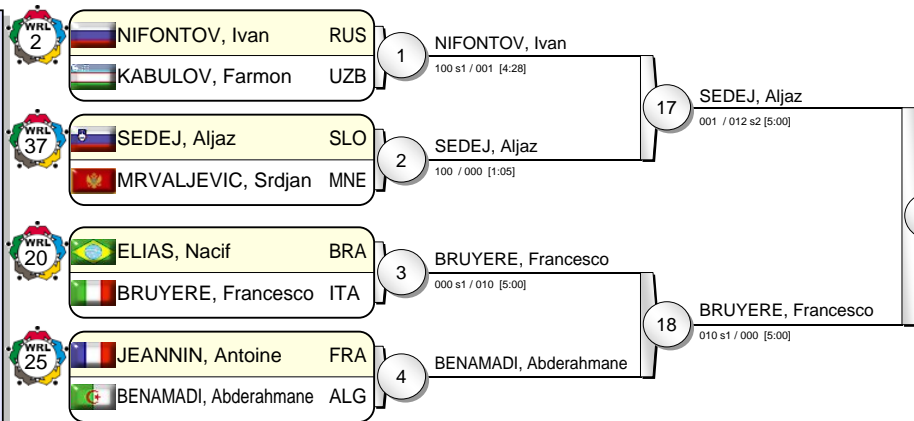 WRL
2
NIFONTOV, Ivan RUS
KABULOV, Farmon UZB
1
NIFONTOV, Ivan
100 s1 / 001 [4:28]
WRL
37
SEDEJ, Aljaz SLO
MRVALJEVIC, Srdjan MNE
2
SEDEJ, Aljaz
100 / 000 [1:05]
17
SEDEJ, Aljaz
001 / 012 s2 [5:00]
WRL
20
ELIAS, Nacif BRA
BRUYERE, Francesco ITA
3
BRUYERE, Francesco
000 s1 / 010 [5:00]
WRL
25
JEANNIN, Antoine FRA
BENAMADI, Abderahmane ALG
4
BENAMADI, Abderahmane
18
BRUYERE, Francesco
010 s1 / 000 [5:00]